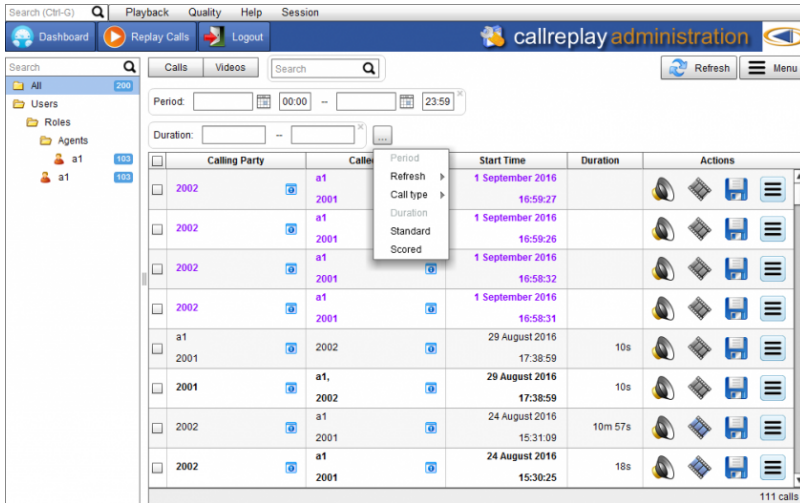 Search (Ctrl-G) Playback Quality Help Session
Dashboard Replay Calls Logout callreplay administration
Search Calls Videos Search Refresh Menu
All 200
Users
Roles
Agents
a1 103
a1 103
Period: 00:00 -- 23:59
Duration: -- ...
Period
Refresh
Call type
Duration
Standard
Scored
Calling Party Calle Start Time Duration Actions
2002 a1 1 September 2016
2001 16:59:27
2002 a1 1 September 2016
2001 16:59:26
2002 a1 1 September 2016
2001 16:58:32
2002 a1 1 September 2016
2001 16:58:31
a1 29 August 2016
2001 2002 17:38:59 10s
2001 a1, 29 August 2016
2002 17:38:59 10s
2002 a1 24 August 2016
2001 15:31:09 10m 57s
2002 a1 24 August 2016
2001 15:30:25 18s
111 calls